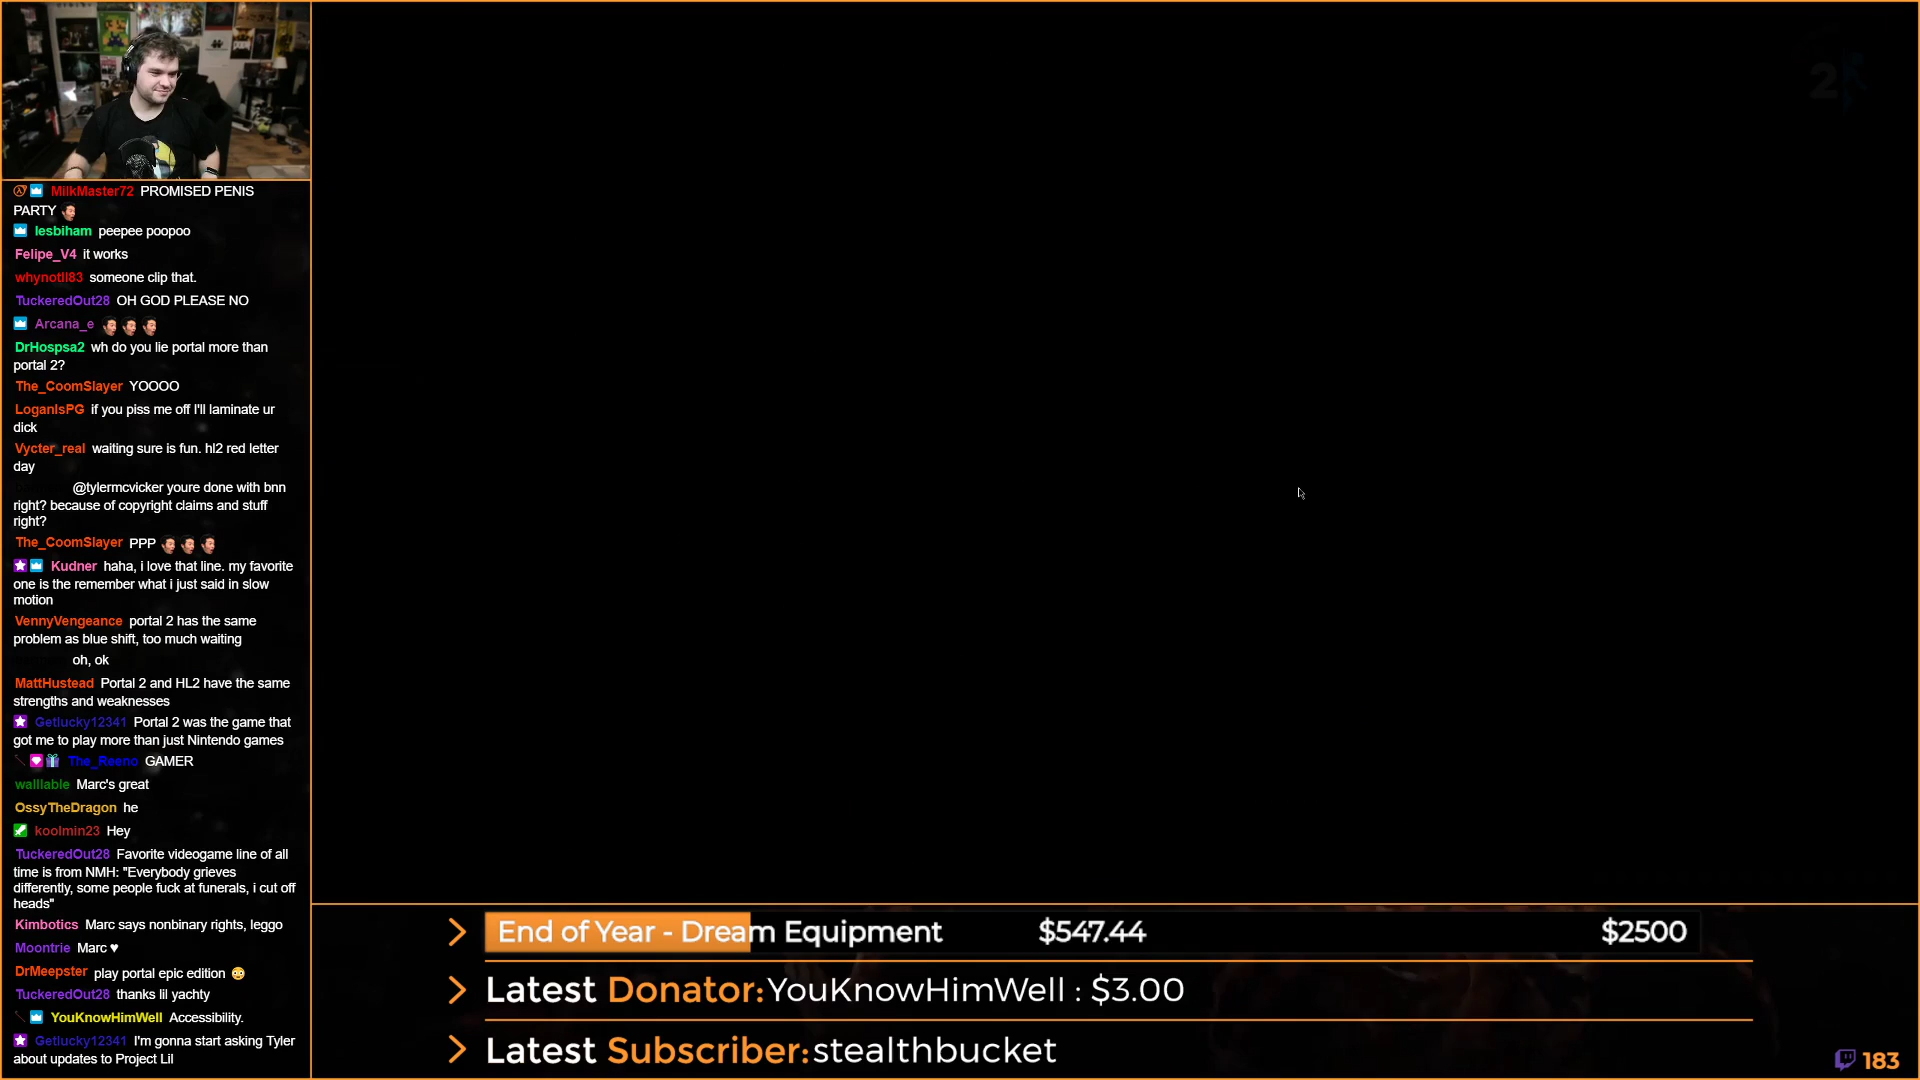 2
MilkMaster72 PROMISED PENIS
PARTY
lesbiham peepee poopoo
Felipe_V4 it works
whynotll83 someone clip that.
TuckeredOut28 OH GOD PLEASE NO
Arcana_e
DrHospsa2 wh do you lie portal more than
portal 2?
The_CoomSlayer YOOOO
LoganIsPG if you piss me off I'll laminate ur
dick
Vycter_real waiting sure is fun. hl2 red letter
day
@tylermcvicker youre done with bnn
right? because of copyright claims and stuff
right?
The_CoomSlayer PPP
Kudner haha, i love that line. my favorite
one is the remember what i just said in slow
motion
VennyVengeance portal 2 has the same
problem as blue shift, too much waiting
oh, ok
MattHustead Portal 2 and HL2 have the same
strengths and weaknesses
Getlucky12341 Portal 2 was the game that
got me to play more than just Nintendo games
The_Reeno GAMER
walllable Marc's great
OssyTheDragon he
koolmin23 Hey
TuckeredOut28 Favorite videogame line of all
time is from NMH: "Everybody grieves
differently, some people fuck at funerals, i cut off
heads"
Kimbotics Marc says nonbinary rights, leggo
Moontrie Marc ♥
DrMeepster play portal epic edition
TuckeredOut28 thanks lil yachty
YouKnowHimWell Accessibility.
Getlucky12341 I'm gonna start asking Tyler
about updates to Project Lil
End of Year - Dream Equipment $547.44 $2500
Latest Donator: YouKnowHimWell : $3.00
Latest Subscriber: stealthbucket
183